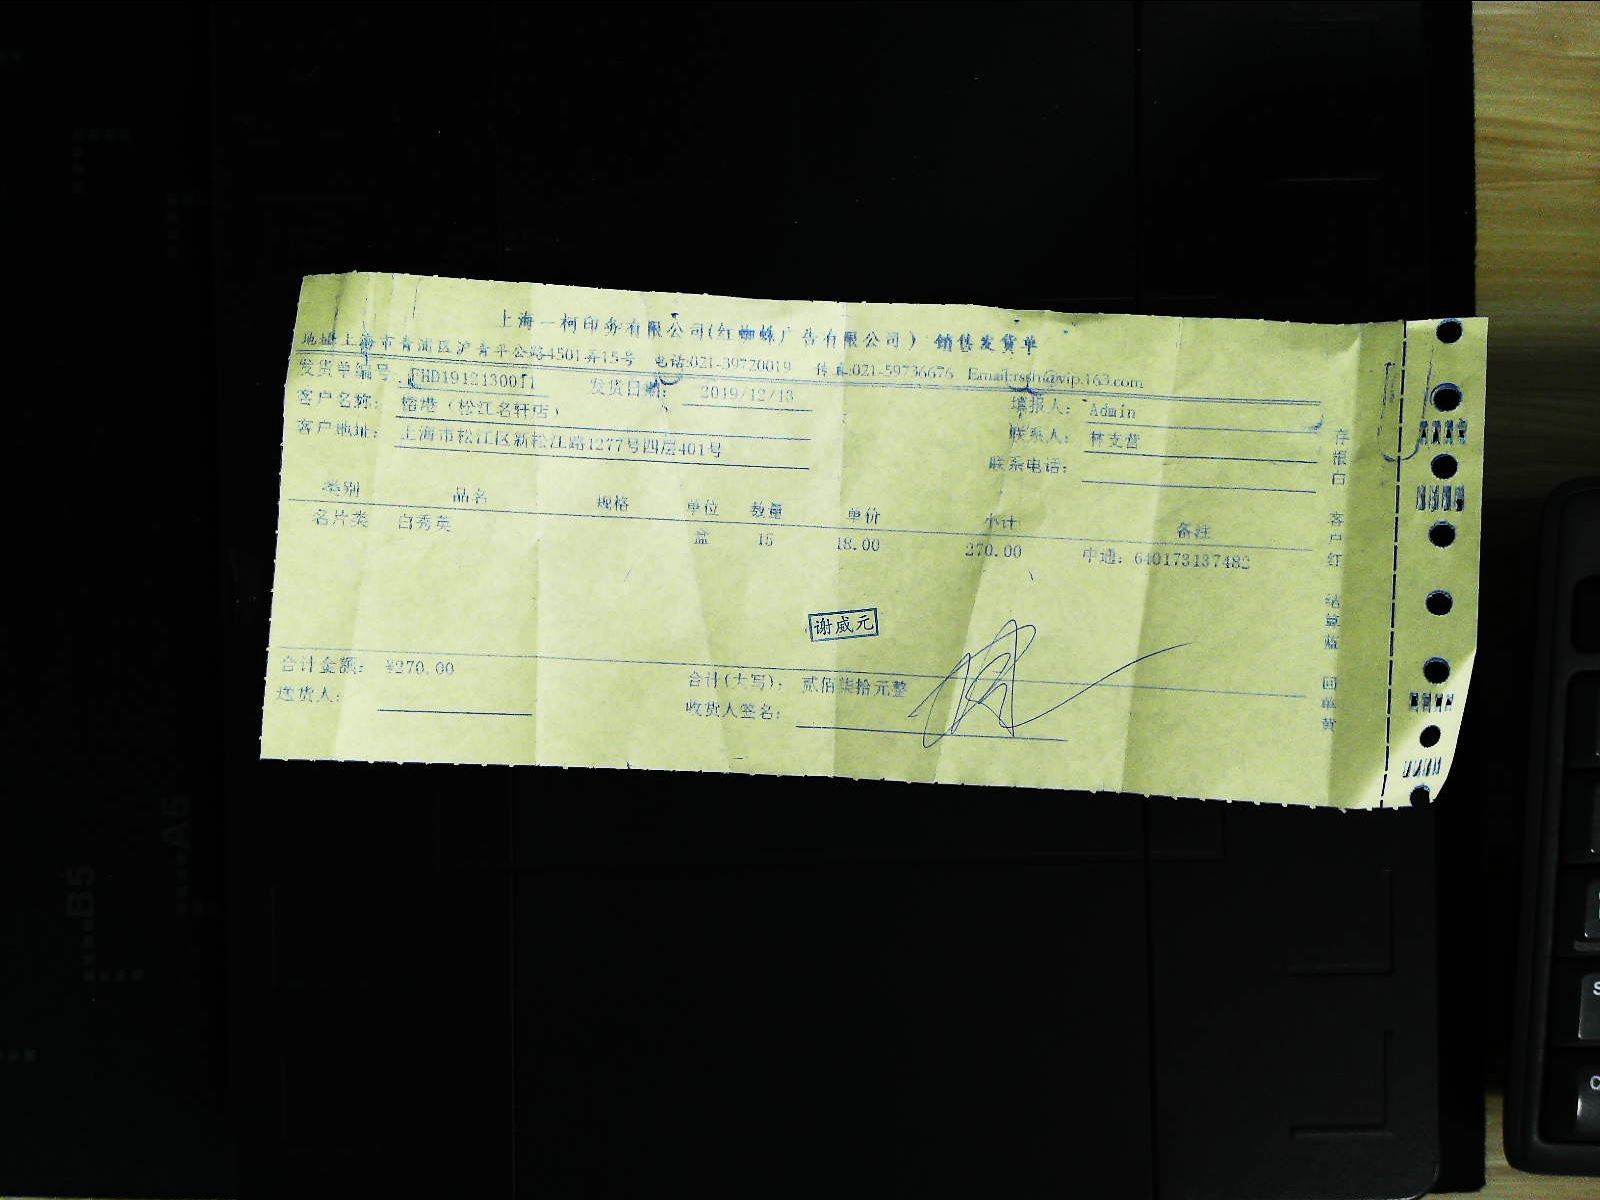 上海一柯印务有限公司(红蜘蛛广告有限公司) 销售发货单
地址:上海市青浦区沪青平公路4501弄15号 电话:021-39720019 传真:021-59736676 Email:rssh@vip.163.com
发货单编号: FHD1912130011 发货日期: 2019/12/13 填报人: Admin
客户名称: 榕港(松江名轩店) 联系人: 林支营
客户地址: 上海市松江区新松江路1277号四层401号 联系电话:
类别 品名 规格 单位 数量 单价 小计 备注
名片类 白秀英 盒 15 18.00 270.00 中通: 640173137482
谢威元
合计金额: ¥270.00 合计(大写): 贰佰柒拾元整
送货人: 收货人签名:
存根白
客户红
结算蓝
回单黄
B5
A5